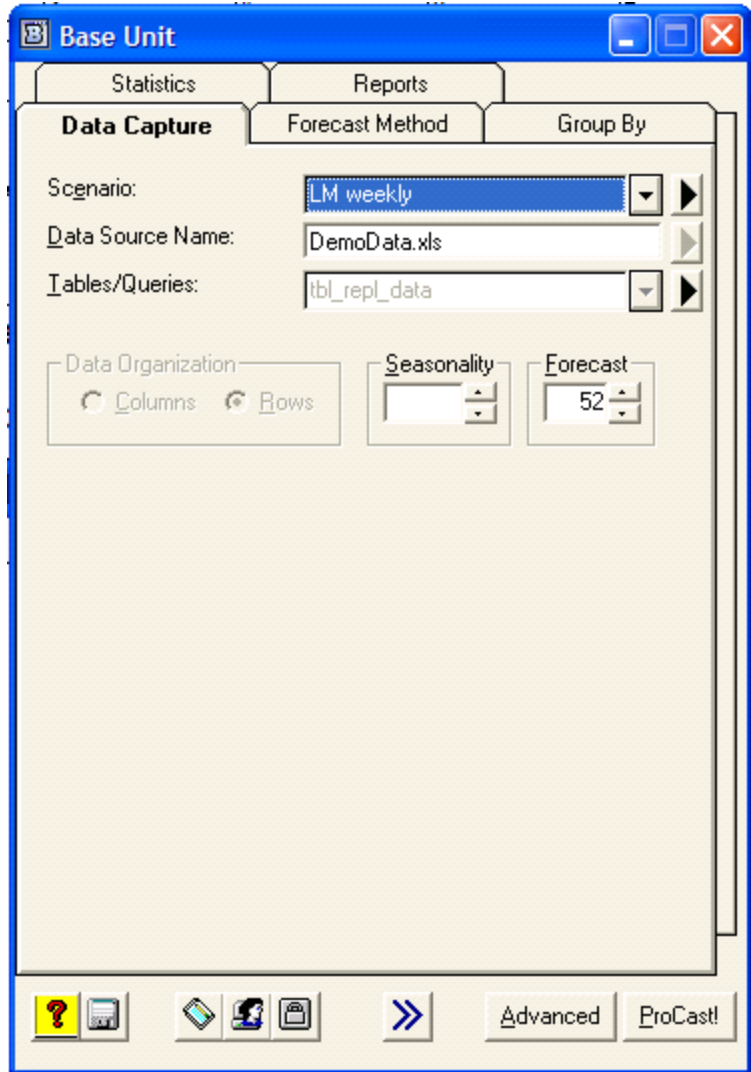 Base Unit
Statistics Reports
Data Capture Forecast Method Group By
Scenario: LM weekly
Data Source Name: DemoData.xls
Tables/Queries: tbl_repl_data
Data Organization Seasonality Forecast
Columns Rows 52
? Advanced ProCast!